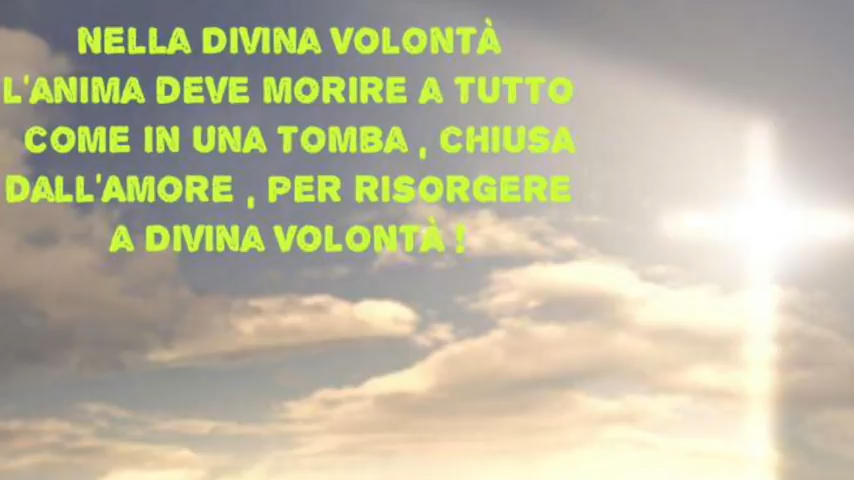 NELLA DIVINA VOLONTÀ
L'ANIMA DEVE MORIRE A TUTTO
COME IN UNA TOMBA , CHIUSA
DALL'AMORE , PER RISORGERE
A DIVINA VOLONTÀ !